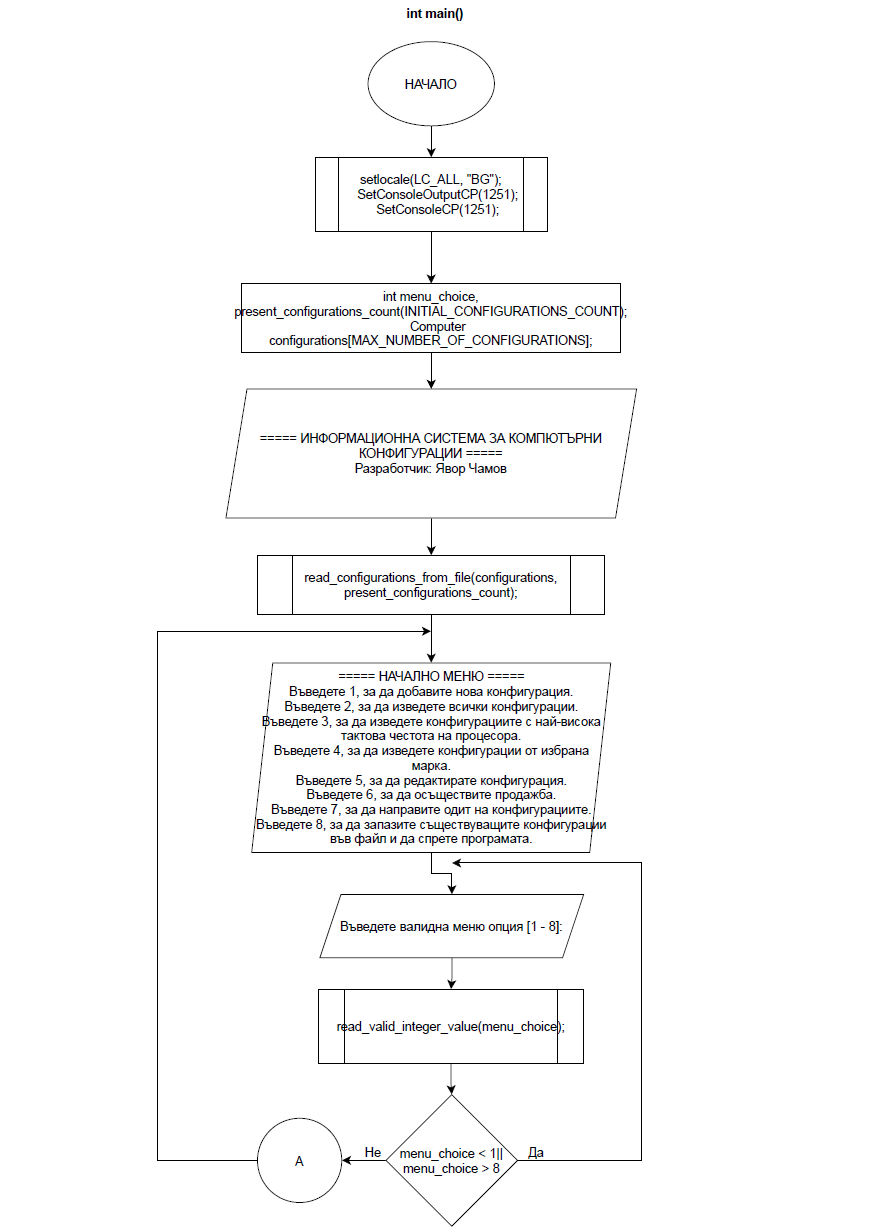 int main()
НАЧАЛО
setlocale(LC_ALL, "BG");
SetConsoleOutputCP(1251);
SetConsoleCP(1251);
int menu_choice,
present_configurations_count(INITIAL_CONFIGURATIONS_COUNT);
Computer
configurations[MAX_NUMBER_OF_CONFIGURATIONS];
===== ИНФОРМАЦИОННА СИСТЕМА ЗА КОМПЮТЪРНИ
КОНФИГУРАЦИИ =====
Разработчик: Явор Чамов
read_configurations_from_file(configurations,
present_configurations_count);
===== НАЧАЛНО МЕНЮ =====
Въведете 1, за да добавите нова конфигурация.
Въведете 2, за да изведете всички конфигурации.
Въведете 3, за да изведете конфигурациите с най-висока
тактова честота на процесора.
Въведете 4, за да изведете конфигурации от избрана
марка.
Въведете 5, за да редактирате конфигурация.
Въведете 6, за да осъществите продажба.
Въведете 7, за да направите одит на конфигурациите.
Въведете 8, за да запазите съществуващите конфигурации
във файл и да спрете програмата.
Въведете валидна меню опция [1 - 8]:
read_valid_integer_value(menu_choice);
A
Не
menu_choice < 1||
menu_choice > 8
Да